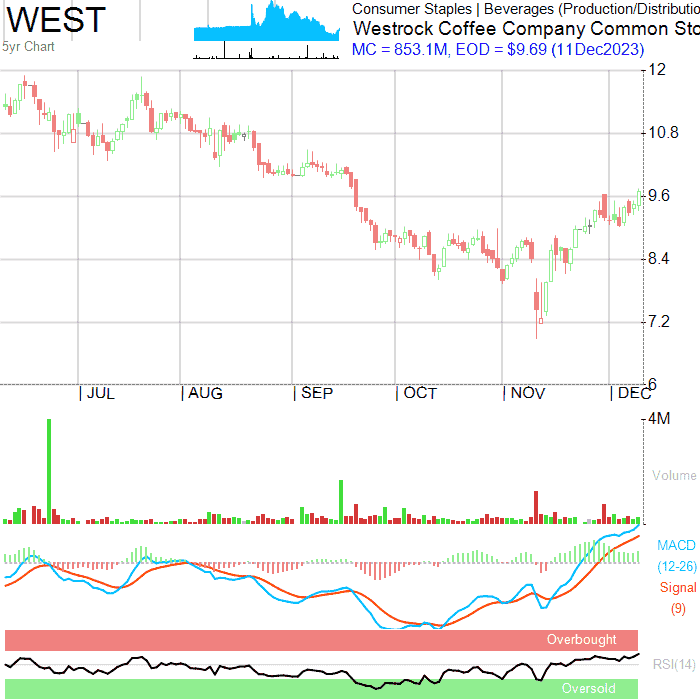 WEST
5yr Chart
Consumer Staples | Beverages (Production/Distributio
Westrock Coffee Company Common Sto
MC = 853.1M, EOD = $9.69 (11Dec2023)
12
10.8
9.6
8.4
7.2
6
| JUL | AUG | SEP | OCT | NOV | DEC
4M
Volume
MACD
(12-26)
Signal
(9)
Overbought
RSI(14)
Oversold